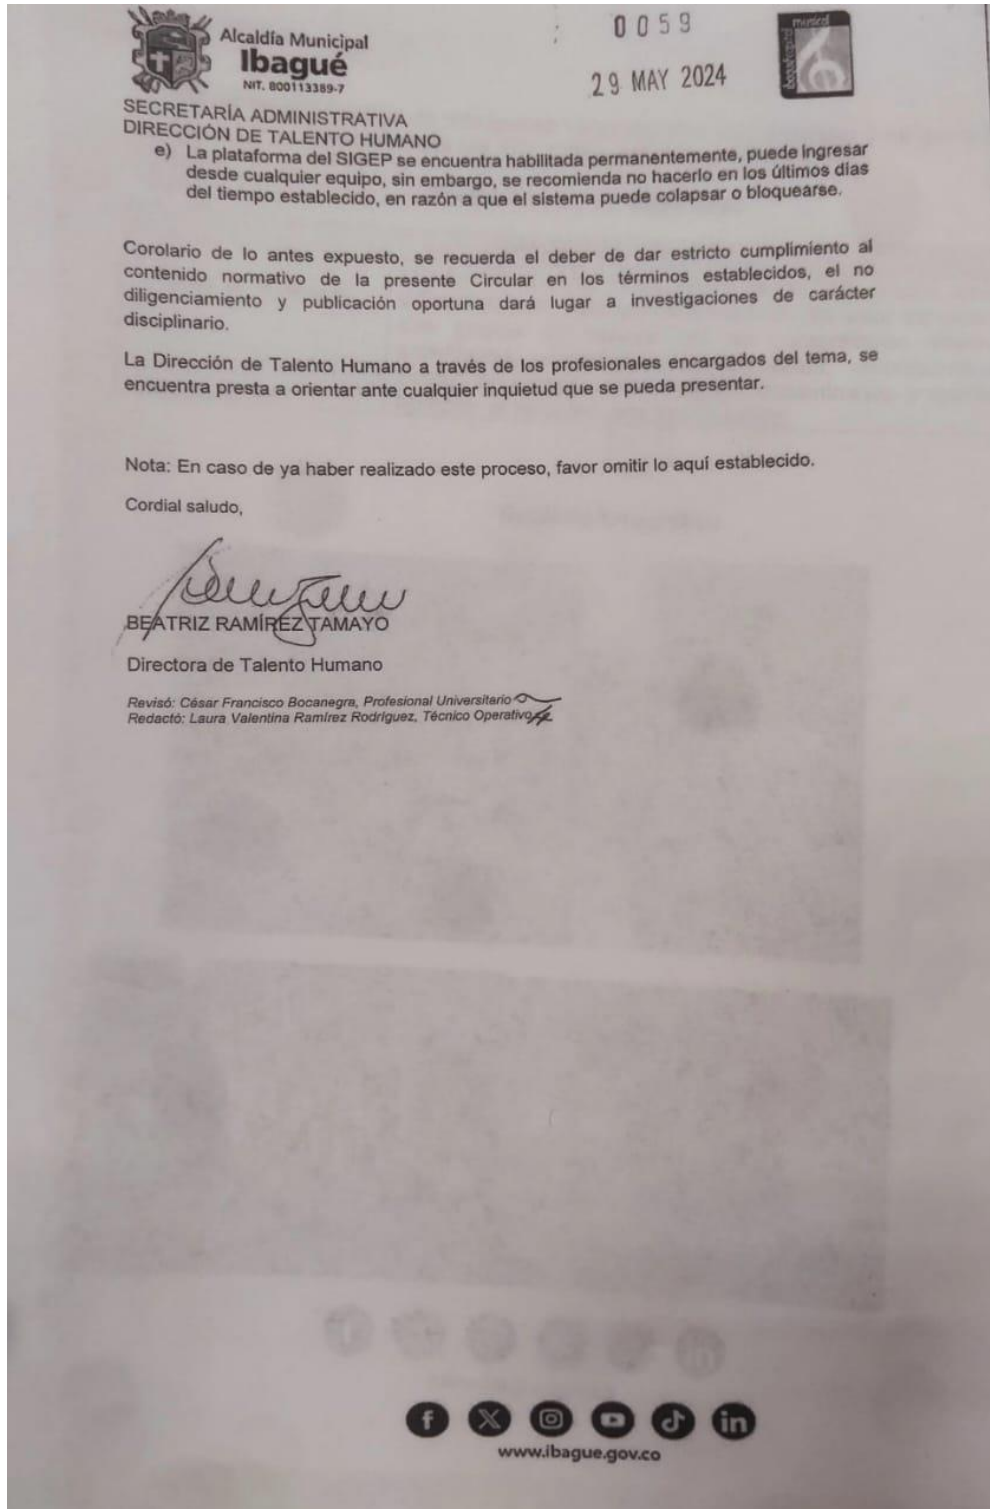 Alcaldía Municipal
Ibagué
NIT. 800113389-7
0059
29 MAY 2024
musical
SECRETARÍA ADMINISTRATIVA
DIRECCIÓN DE TALENTO HUMANO
e) La plataforma del SIGEP se encuentra habilitada permanentemente, puede ingresar
desde cualquier equipo, sin embargo, se recomienda no hacerlo en los últimos días
del tiempo establecido, en razón a que el sistema puede colapsar o bloquearse.
Corolario de lo antes expuesto, se recuerda el deber de dar estricto cumplimiento al
contenido normativo de la presente Circular en los términos establecidos, el no
diligenciamiento y publicación oportuna dará lugar a investigaciones de carácter
disciplinario.
La Dirección de Talento Humano a través de los profesionales encargados del tema, se
encuentra presta a orientar ante cualquier inquietud que se pueda presentar.
Nota: En caso de ya haber realizado este proceso, favor omitir lo aquí establecido.
Cordial saludo,
BEATRIZ RAMÍREZ TAMAYO
Directora de Talento Humano
Revisó: César Francisco Bocanegra, Profesional Universitario
Redactó: Laura Valentina Ramírez Rodríguez, Técnico Operativo
www.ibague.gov.co